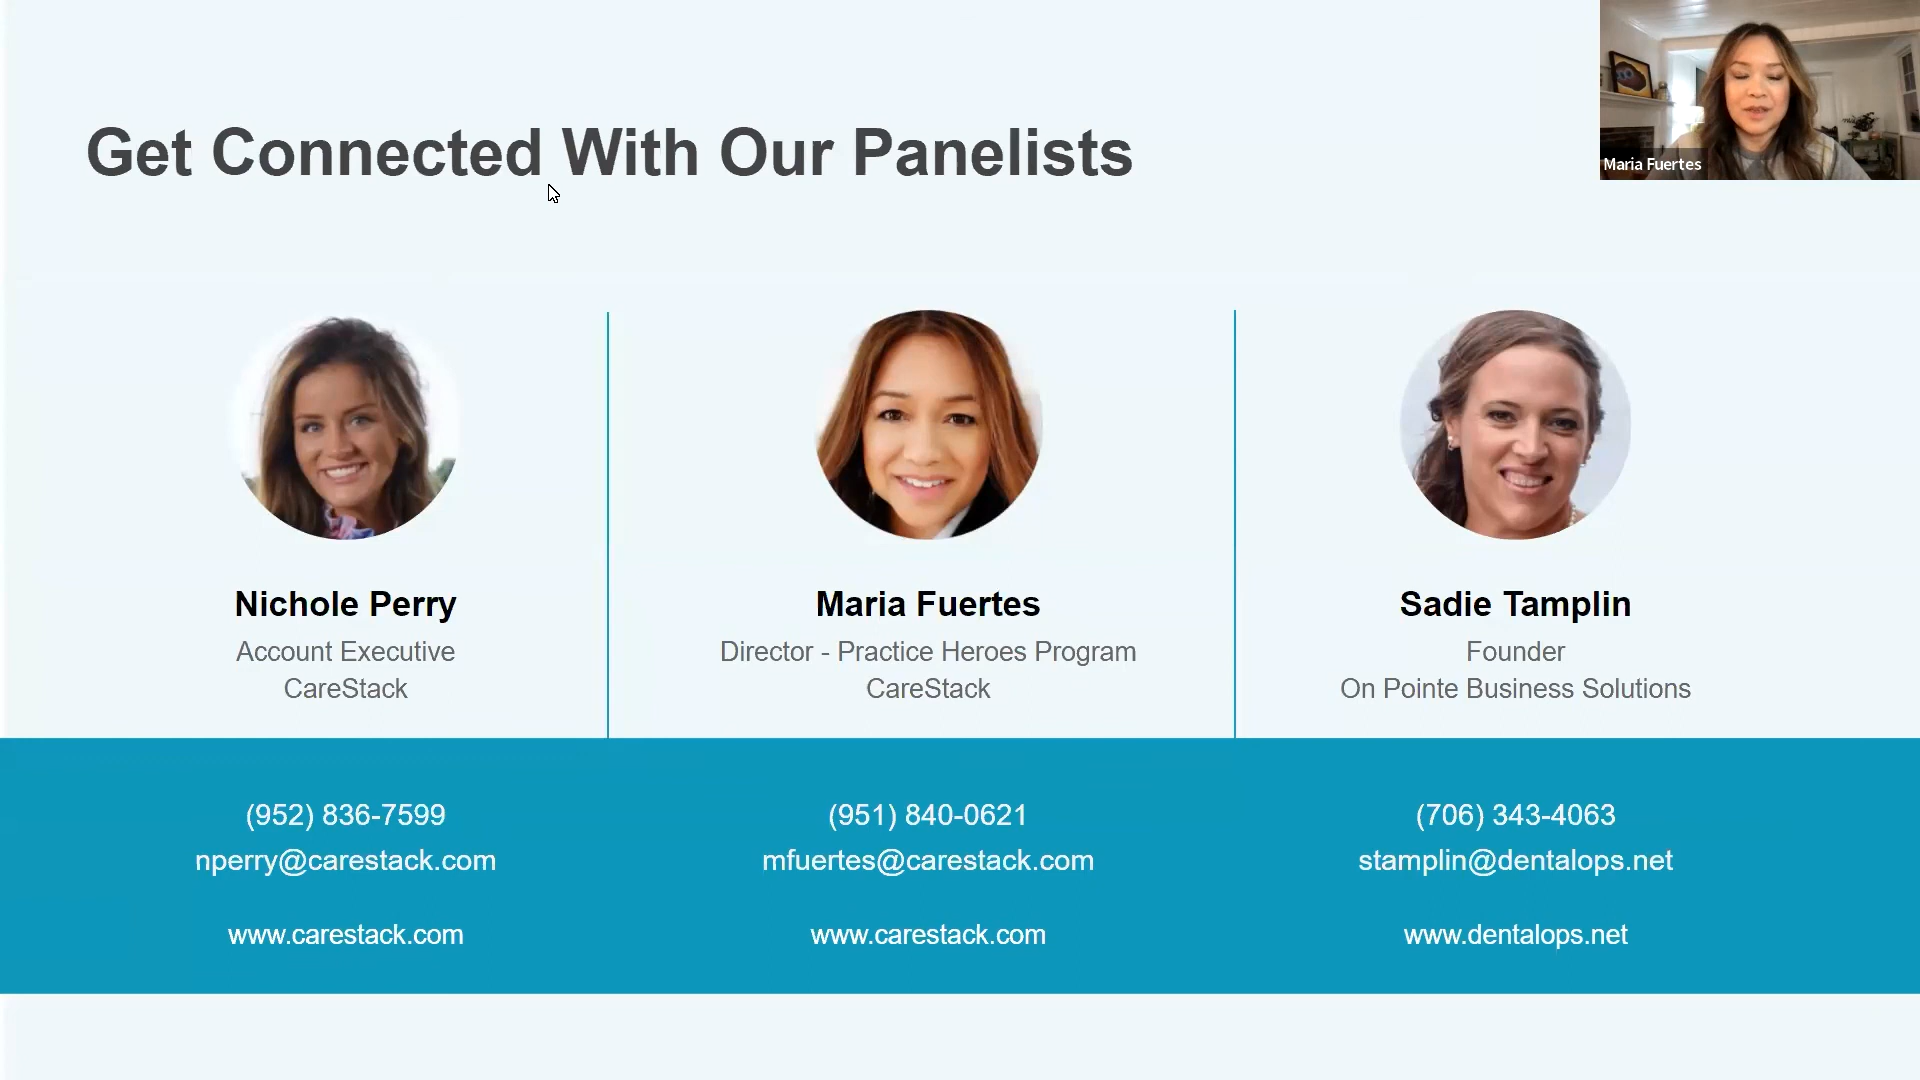 Get Connected With Our Panelists
Maria Fuertes
Nichole Perry
Account Executive
CareStack
(952) 836-7599
nperry@carestack.com
www.carestack.com
Maria Fuertes
Director - Practice Heroes Program
CareStack
(951) 840-0621
mfuertes@carestack.com
www.carestack.com
Sadie Tamplin
Founder
On Pointe Business Solutions
(706) 343-4063
stamplin@dentalops.net
www.dentalops.net